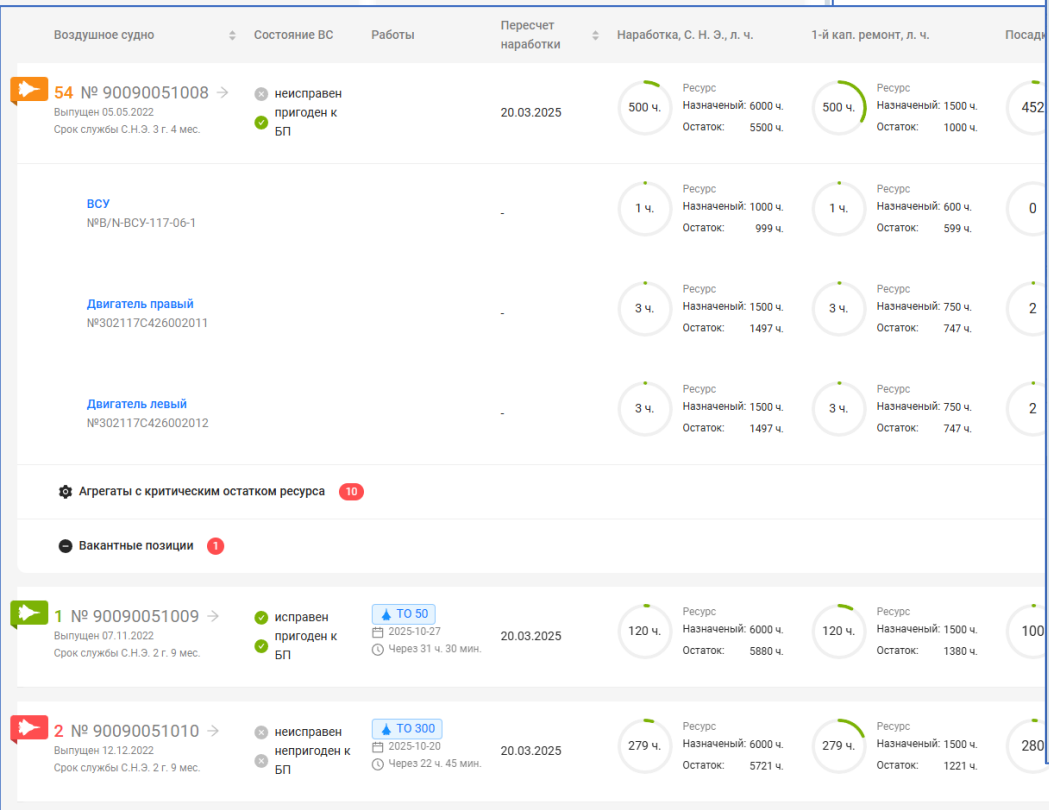 Воздушное судно Состояние ВС Работы Пересчет наработки Наработка, С. Н. Э., л. ч. 1-й кап. ремонт, л. ч. Посадк
54 № 90090051008
Выпущен 05.05.2022
Срок службы С.Н.Э. 3 г. 4 мес.
неисправен
пригоден к
БП
20.03.2025
500 ч.
Ресурс
Назначеный: 6000 ч.
Остаток: 5500 ч.
500 ч.
Ресурс
Назначеный: 1500 ч.
Остаток: 1000 ч.
452
ВСУ
№B/N-ВСУ-117-06-1
-
1 ч.
Ресурс
Назначеный: 1000 ч.
Остаток: 999 ч.
1 ч.
Ресурс
Назначеный: 600 ч.
Остаток: 599 ч.
0
Двигатель правый
№302117С426002011
-
3 ч.
Ресурс
Назначеный: 1500 ч.
Остаток: 1497 ч.
3 ч.
Ресурс
Назначеный: 750 ч.
Остаток: 747 ч.
2
Двигатель левый
№302117С426002012
-
3 ч.
Ресурс
Назначеный: 1500 ч.
Остаток: 1497 ч.
3 ч.
Ресурс
Назначеный: 750 ч.
Остаток: 747 ч.
2
Агрегаты с критическим остатком ресурса 10
Вакантные позиции 1
1 № 90090051009
Выпущен 07.11.2022
Срок службы С.Н.Э. 2 г. 9 мес.
исправен
пригоден к
БП
ТО 50
2025-10-27
Через 31 ч. 30 мин.
20.03.2025
120 ч.
Ресурс
Назначеный: 6000 ч.
Остаток: 5880 ч.
120 ч.
Ресурс
Назначеный: 1500 ч.
Остаток: 1380 ч.
100
2 № 90090051010
Выпущен 12.12.2022
Срок службы С.Н.Э. 2 г. 9 мес.
неисправен
непригоден к
БП
ТО 300
2025-10-20
Через 22 ч. 45 мин.
20.03.2025
279 ч.
Ресурс
Назначеный: 6000 ч.
Остаток: 5721 ч.
279 ч.
Ресурс
Назначеный: 1500 ч.
Остаток: 1221 ч.
280